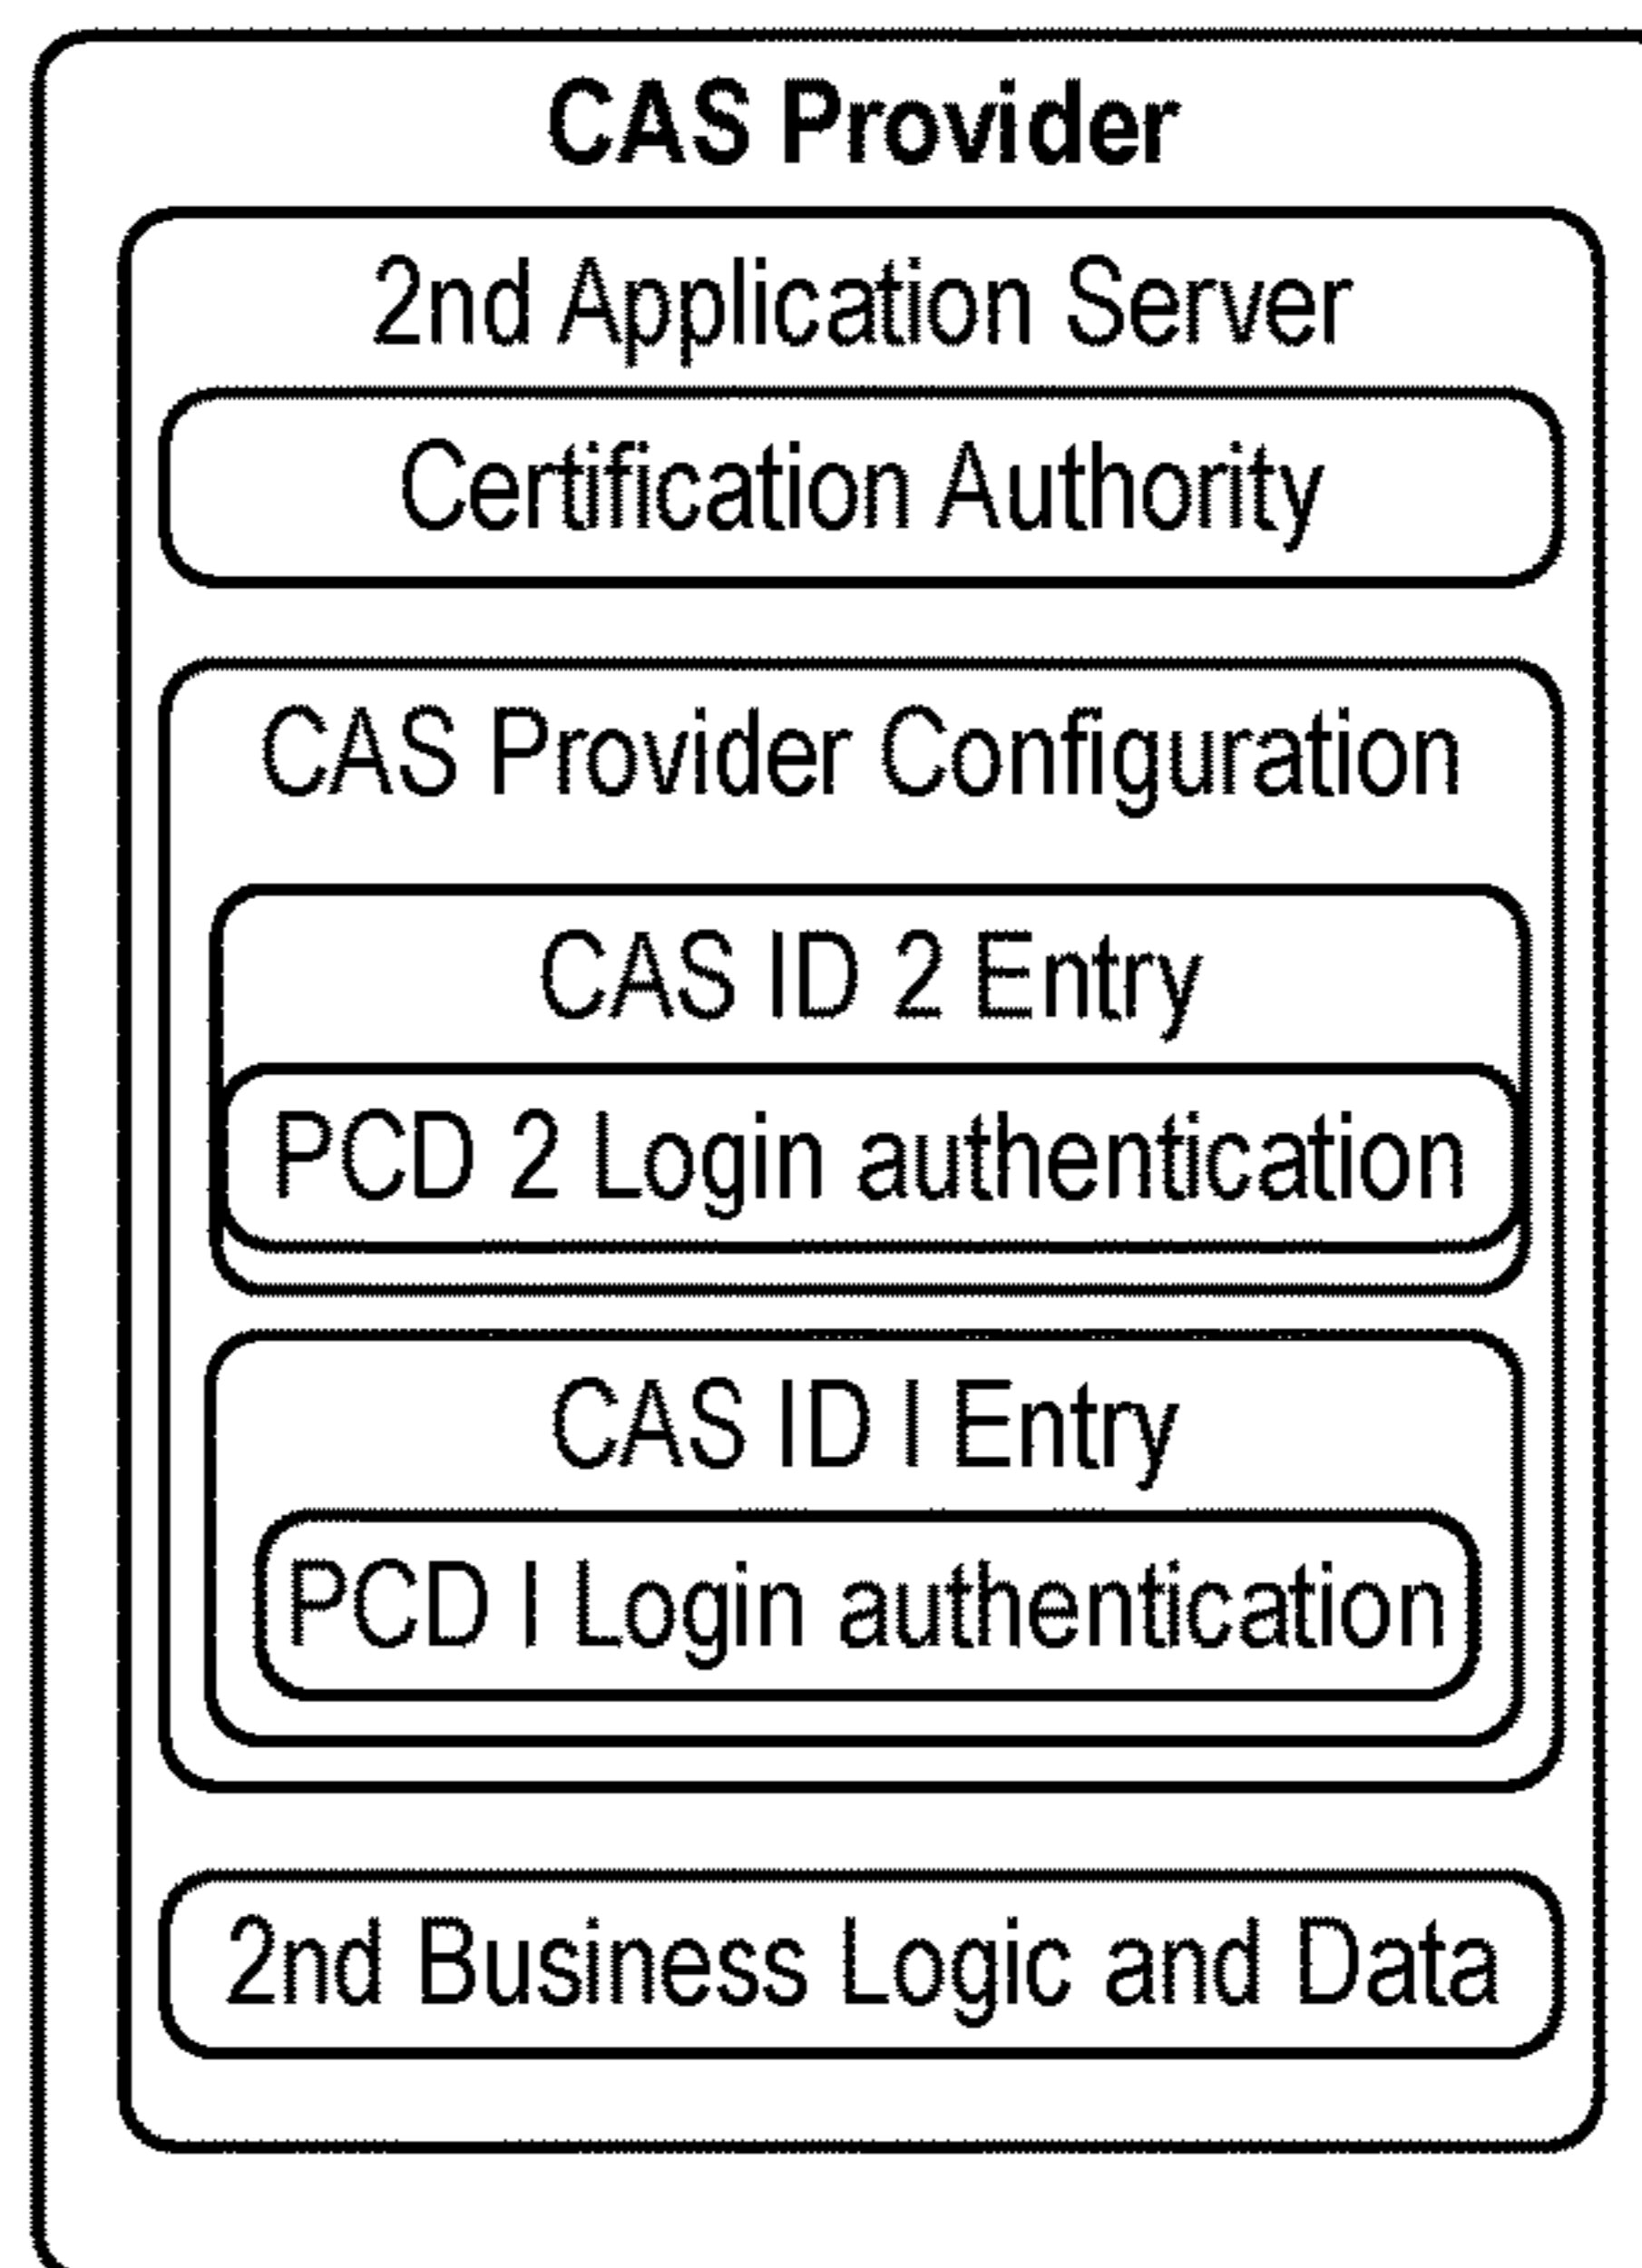 CAS Provider
2nd Application Server
Certification Authority
CAS Provider Configuration
CAS ID 2 Entry
PCD 2 Login authentication
CAS ID I Entry
PCD I Login authentication
2nd Business Logic and Data